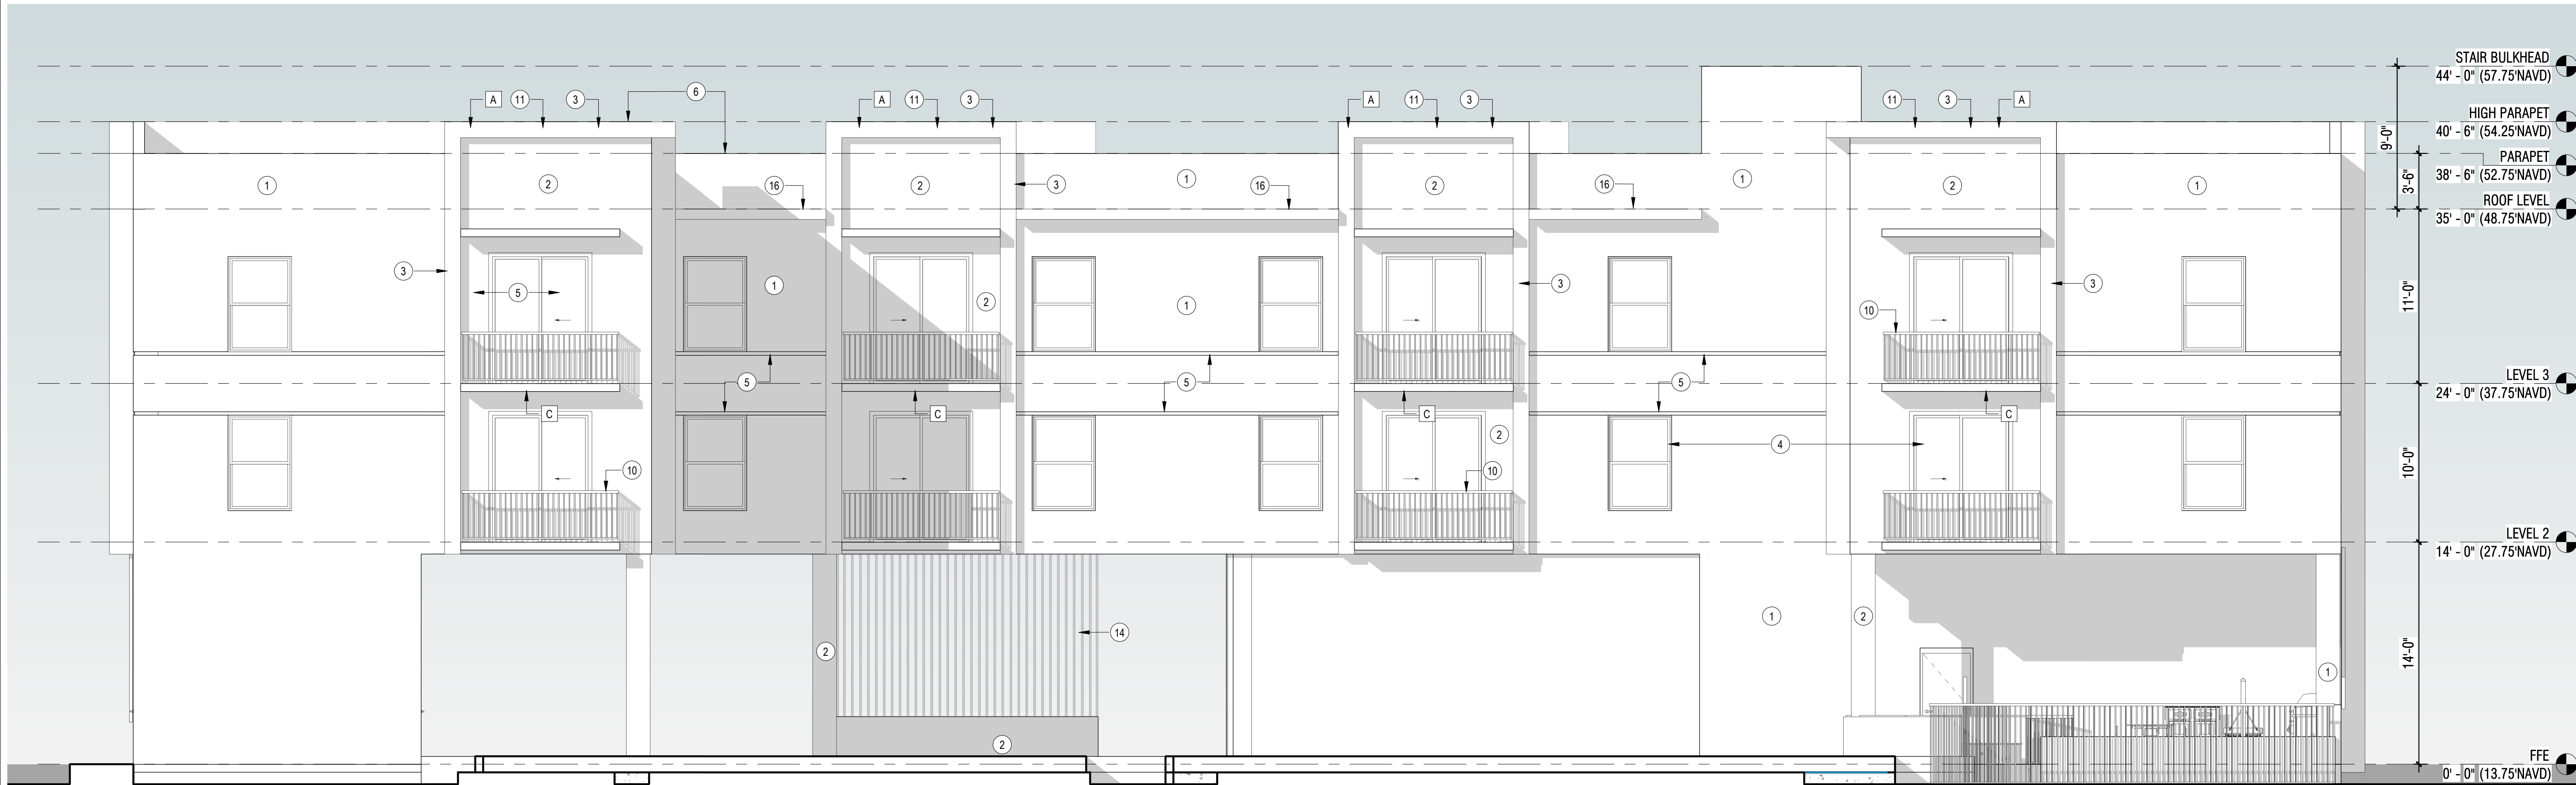 STAIR BULKHEAD
44' - 0" (57.75'NAVD)
A 11 3 6 A 11 3 A 11 3 11 3 A
HIGH PARAPET
40' - 6" (54.25'NAVD)
9'-0"
PARAPET
38' - 6" (52.75'NAVD)
1 2 16 2 3 1 16 2 16 1 2 1
3'-6"
ROOF LEVEL
35' - 0" (48.75'NAVD)
3 5 1 2 1 3 10 3
11'-0"
5 5 5
LEVEL 3
24' - 0" (37.75'NAVD)
C C C C
10 2 10 4
10'-0"
LEVEL 2
14' - 0" (27.75'NAVD)
2 14 1 2 1
2
14'-0"
FFE
0' - 0" (13.75'NAVD)